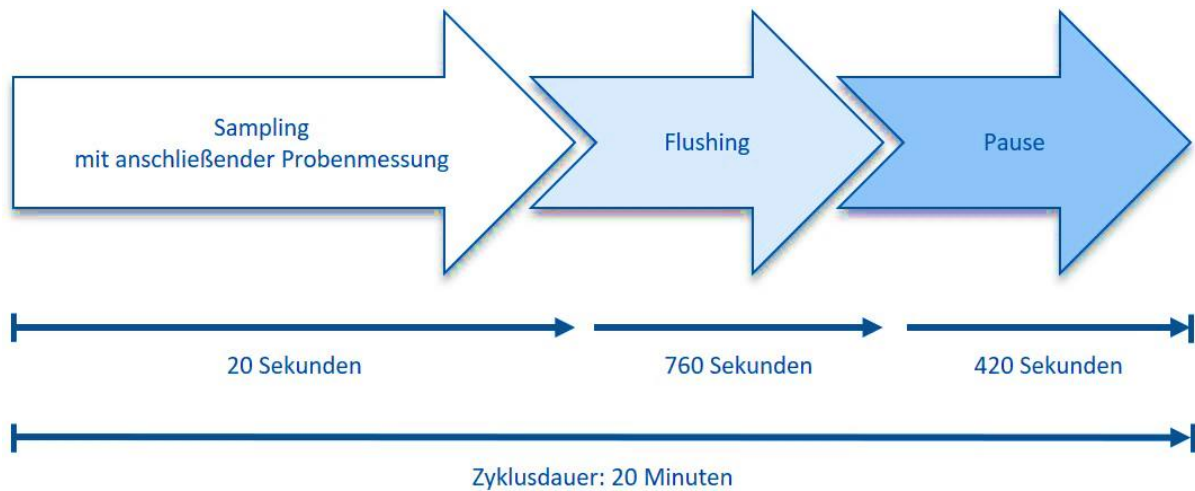 Sampling
mit anschließender Probenmessung
Flushing
Pause
20 Sekunden
760 Sekunden
420 Sekunden
Zyklusdauer: 20 Minuten